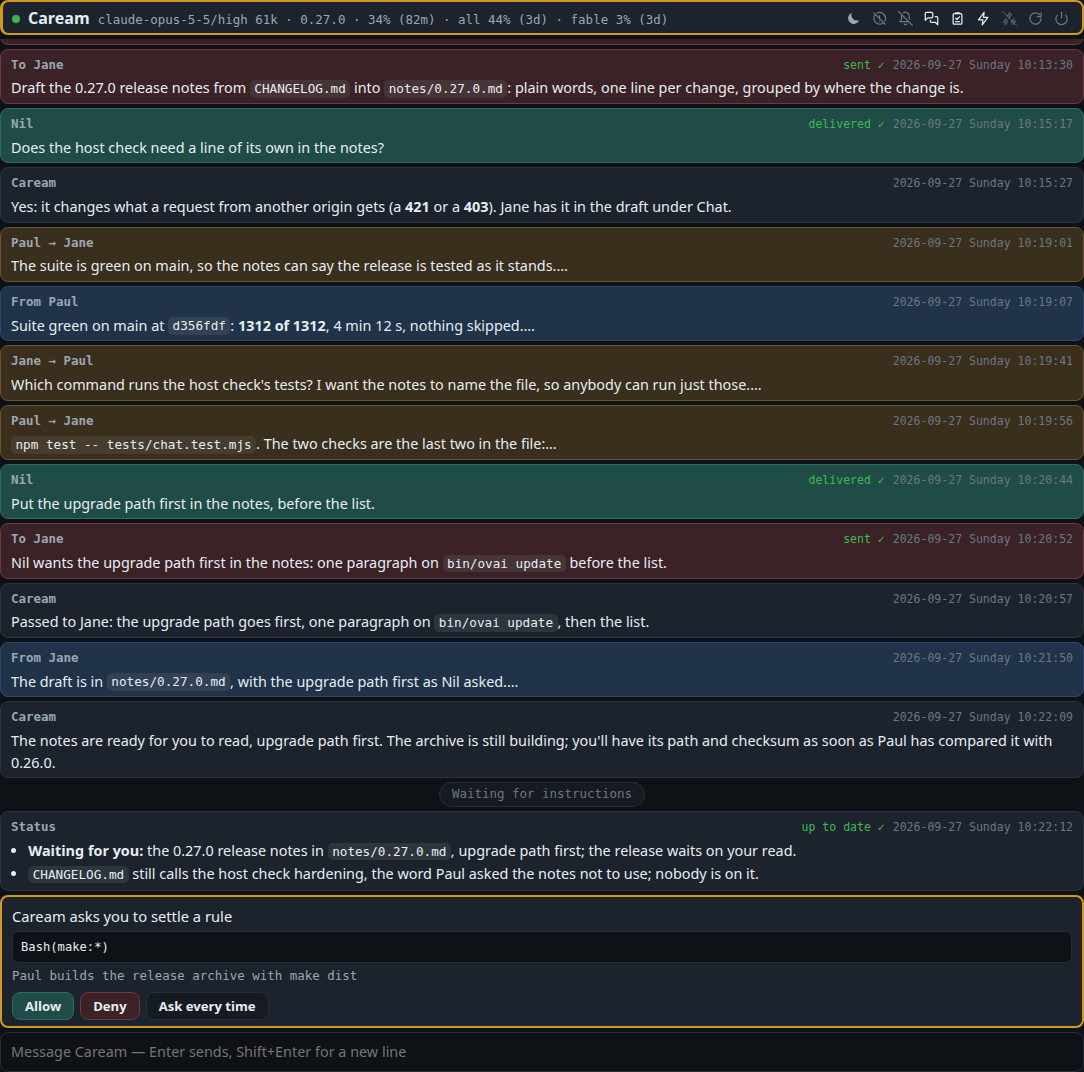 Caream claude-opus-5-5/high 61k · 0.27.0 · 34% (82m) · all 44% (3d) · fable 3% (3d)
To Jane sent ✓ 2026-09-27 Sunday 10:13:30
Draft the 0.27.0 release notes from CHANGELOG.md into notes/0.27.0.md: plain words, one line per change, grouped by where the change is.
Nil delivered ✓ 2026-09-27 Sunday 10:15:17
Does the host check need a line of its own in the notes?
Caream 2026-09-27 Sunday 10:15:27
Yes: it changes what a request from another origin gets (a 421 or a 403). Jane has it in the draft under Chat.
Paul → Jane 2026-09-27 Sunday 10:19:01
The suite is green on main, so the notes can say the release is tested as it stands....
From Paul 2026-09-27 Sunday 10:19:07
Suite green on main at d356fdf: 1312 of 1312, 4 min 12 s, nothing skipped....
Jane → Paul 2026-09-27 Sunday 10:19:41
Which command runs the host check's tests? I want the notes to name the file, so anybody can run just those....
Paul → Jane 2026-09-27 Sunday 10:19:56
npm test -- tests/chat.test.mjs. The two checks are the last two in the file:...
Nil delivered ✓ 2026-09-27 Sunday 10:20:44
Put the upgrade path first in the notes, before the list.
To Jane sent ✓ 2026-09-27 Sunday 10:20:52
Nil wants the upgrade path first in the notes: one paragraph on bin/ovai update before the list.
Caream 2026-09-27 Sunday 10:20:57
Passed to Jane: the upgrade path goes first, one paragraph on bin/ovai update, then the list.
From Jane 2026-09-27 Sunday 10:21:50
The draft is in notes/0.27.0.md, with the upgrade path first as Nil asked....
Caream 2026-09-27 Sunday 10:22:09
The notes are ready for you to read, upgrade path first. The archive is still building; you'll have its path and checksum as soon as Paul has compared it with
0.26.0.
Waiting for instructions
Status up to date ✓ 2026-09-27 Sunday 10:22:12
• Waiting for you: the 0.27.0 release notes in notes/0.27.0.md, upgrade path first; the release waits on your read.
• CHANGELOG.md still calls the host check hardening, the word Paul asked the notes not to use; nobody is on it.
Caream asks you to settle a rule
Bash(make:*)
Paul builds the release archive with make dist
Allow Deny Ask every time
Message Caream — Enter sends, Shift+Enter for a new line